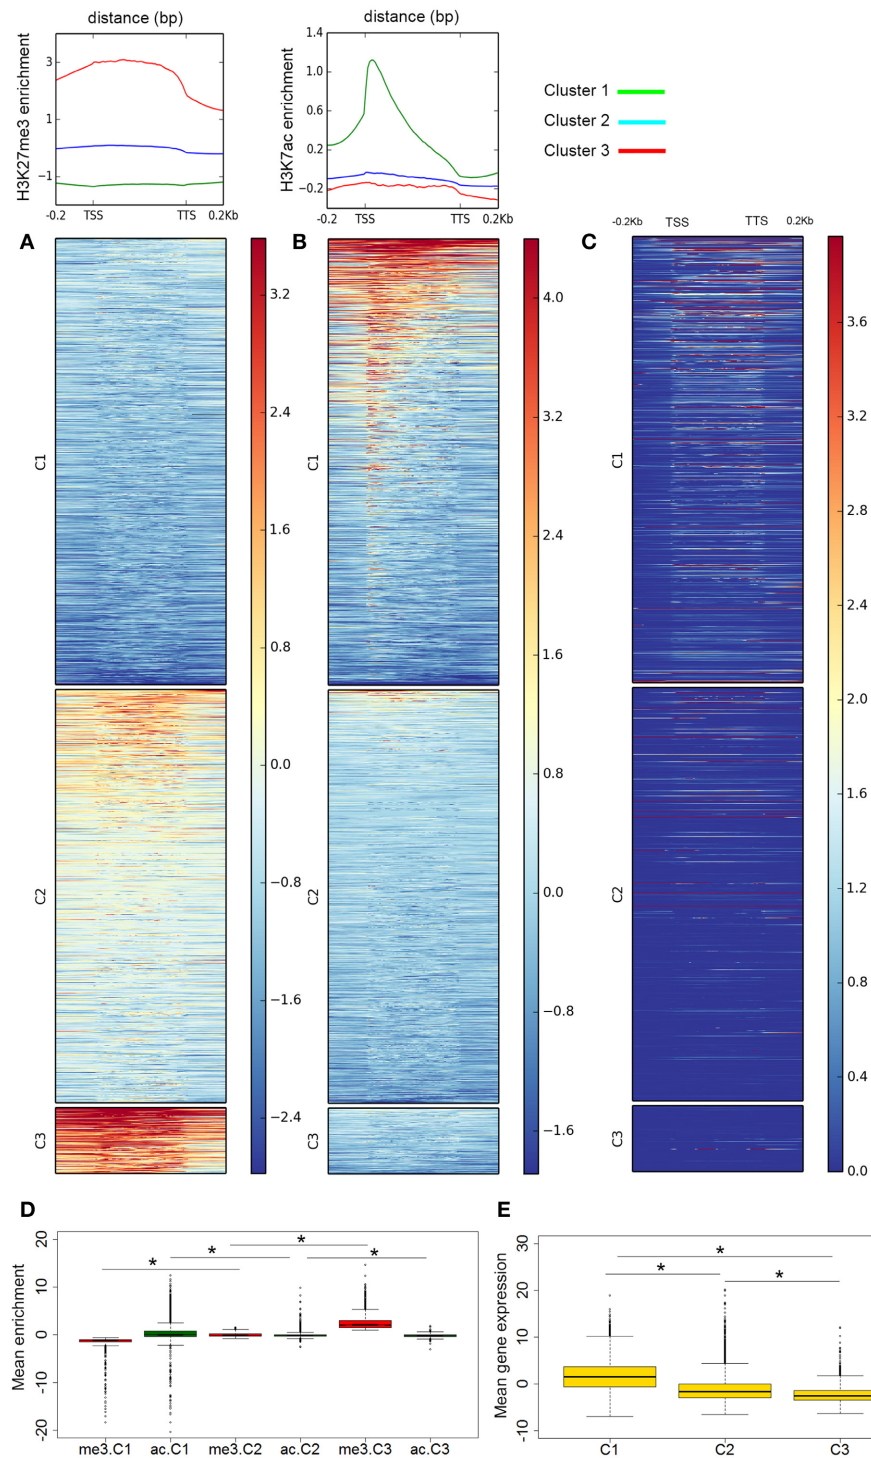 distance (bp)
H3K27me3 enrichment
3
1
−1
-0.2 TSS TTS 0.2Kb
distance (bp)
H3K7ac enrichment
1.4
1.0
0.6
0.2
−0.2
-0.2 TSS TTS 0.2Kb
Cluster 1
Cluster 2
Cluster 3
A
C1
C2
C3
3.2
2.4
1.6
0.8
0.0
−0.8
−1.6
−2.4
B
C1
C2
C3
4.0
3.2
2.4
1.6
0.8
0.0
−0.8
−1.6
C
-0.2Kb TSS TTS 0.2Kb
C1
C2
C3
3.6
3.2
2.8
2.4
2.0
1.6
1.2
0.8
0.4
0.0
D
Mean enrichment
20
10
0
-10
-20
* * * *
me3.C1 ac.C1 me3.C2 ac.C2 me3.C3 ac.C3
E
Mean gene expression
30
20
10
0
-10
* * *
C1 C2 C3